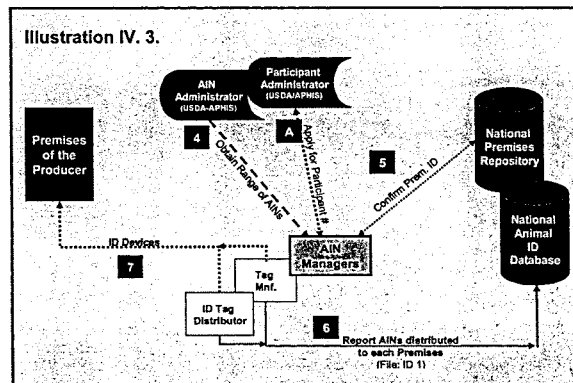 Illustration IV. 3.
Participant
Administrator
(USDA/APHIS)
AIN
Administrator
(USDA-APHIS)
Premises
of the
Producer
4
A
5
National
Premises
Repository
Obtain Range of AINs
Apply for Participant #
Confirm Prem. ID
National
Animal
ID
Database
ID Devices
AIN
Managers
7
Tag
Mnf.
ID Tag
Distributor
6
Report AINs distributed
to each Premises
(File: ID 1)